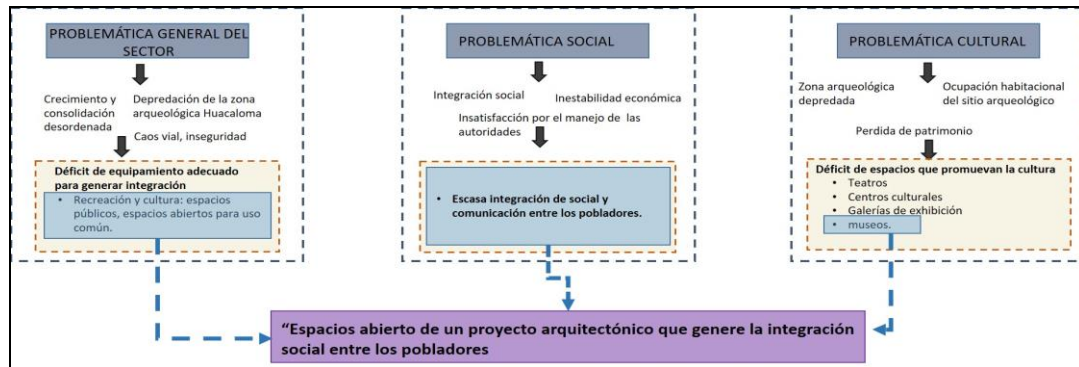 PROBLEMÁTICA GENERAL DEL
SECTOR
Crecimiento y
consolidación
desordenada
Depredación de la zona
arqueológica Huacaloma
Caos vial, inseguridad
Déficit de equipamiento adecuado
para generar integración
• Recreación y cultura: espacios
públicos, espacios abiertos para uso
común.
PROBLEMÁTICA SOCIAL
Integración social
Inestabilidad económica
Insatisfacción por el manejo de las
autoridades
• Escasa integración de social y
comunicación entre los pobladores.
PROBLEMÁTICA CULTURAL
Zona arqueológica
depredada
Ocupación habitacional
del sitio arqueológico
Perdida de patrimonio
Déficit de espacios que promuevan la cultura
• Teatros
• Centros culturales
• Galerías de exhibición
• museos.
“Espacios abierto de un proyecto arquitectónico que genere la integración
social entre los pobladores